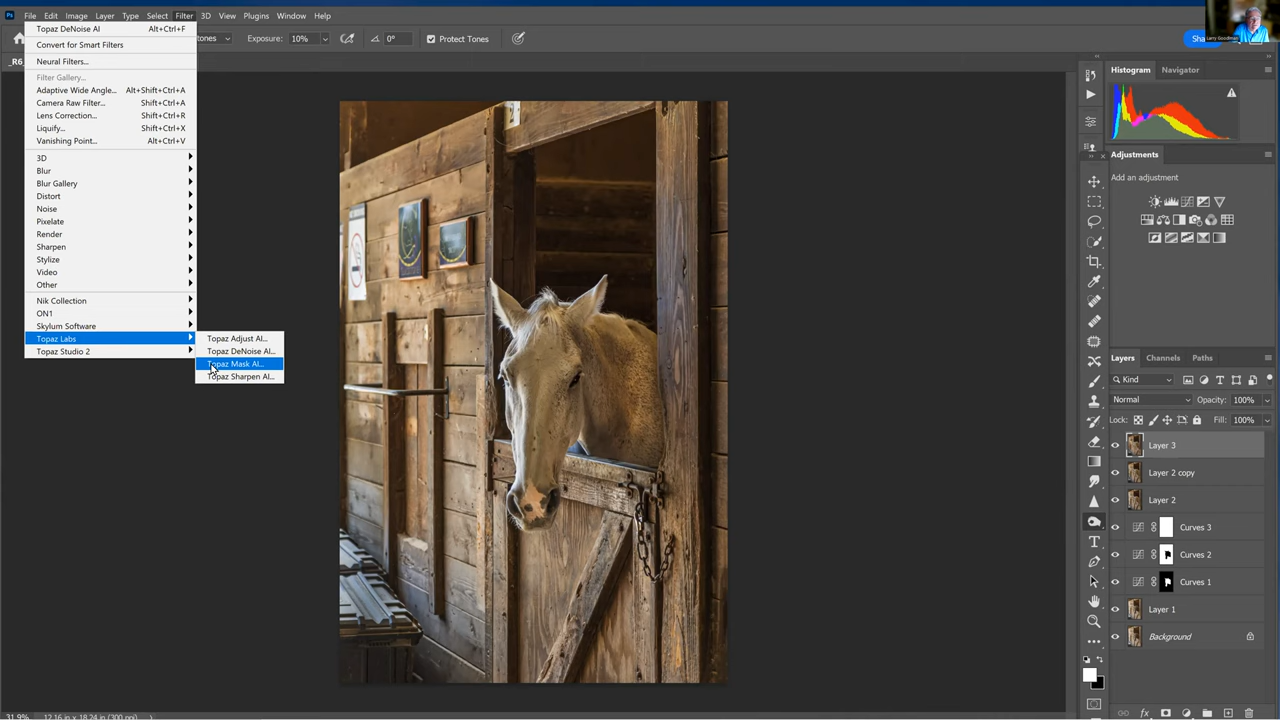 File Edit Image Layer Type Select Filter 3D View Plugins Window Help
Topaz DeNoise AI Alt+Ctrl+F
Convert for Smart Filters
Neural Filters...
Filter Gallery...
Adaptive Wide Angle... Alt+Shift+Ctrl+A
Camera Raw Filter... Shift+Ctrl+A
Lens Correction... Shift+Ctrl+R
Liquify... Shift+Ctrl+X
Vanishing Point... Alt+Ctrl+V
3D
Blur
Blur Gallery
Distort
Noise
Pixelate
Render
Sharpen
Stylize
Video
Other
Nik Collection
ON1
Skylum Software
Topaz Labs
Topaz Studio 2
Topaz Adjust AI...
Topaz DeNoise AI...
Topaz Mask AI...
Topaz Sharpen AI...
Exposure: 10% 0° Protect Tones
Larry Goodman
Histogram Navigator
Adjustments
Add an adjustment
Layers Channels Paths
Kind
Normal Opacity: 100%
Lock: Fill: 100%
Layer 3
Layer 2 copy
Layer 2
Curves 3
Curves 2
Curves 1
Layer 1
Background
31.9% 12.16 in x 18.24 in (300 ppi)